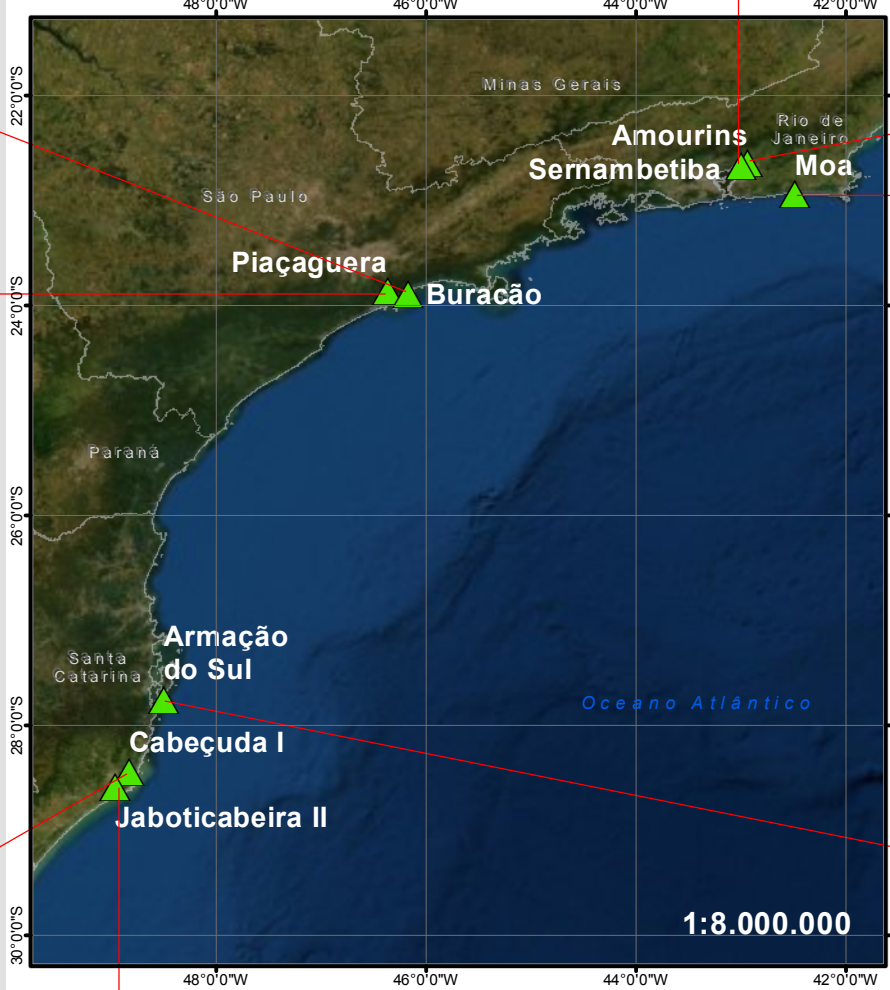 48°0'0"W 46°0'0"W 44°0'0"W 42°0'0"W
22°0'0"S
Minas Gerais
Rio de
Janeiro
Amourins
Sernambetiba
Moa
São Paulo
Piaçaguera
Buracão
24°0'0"S
Paraná
26°0'0"S
Armação
do Sul
Santa
Catarina
Oceano Atlântico
28°0'0"S
Cabeçuda I
Jaboticabeira II
1:8.000.000
30°0'0"S
48°0'0"W 46°0'0"W 44°0'0"W 42°0'0"W